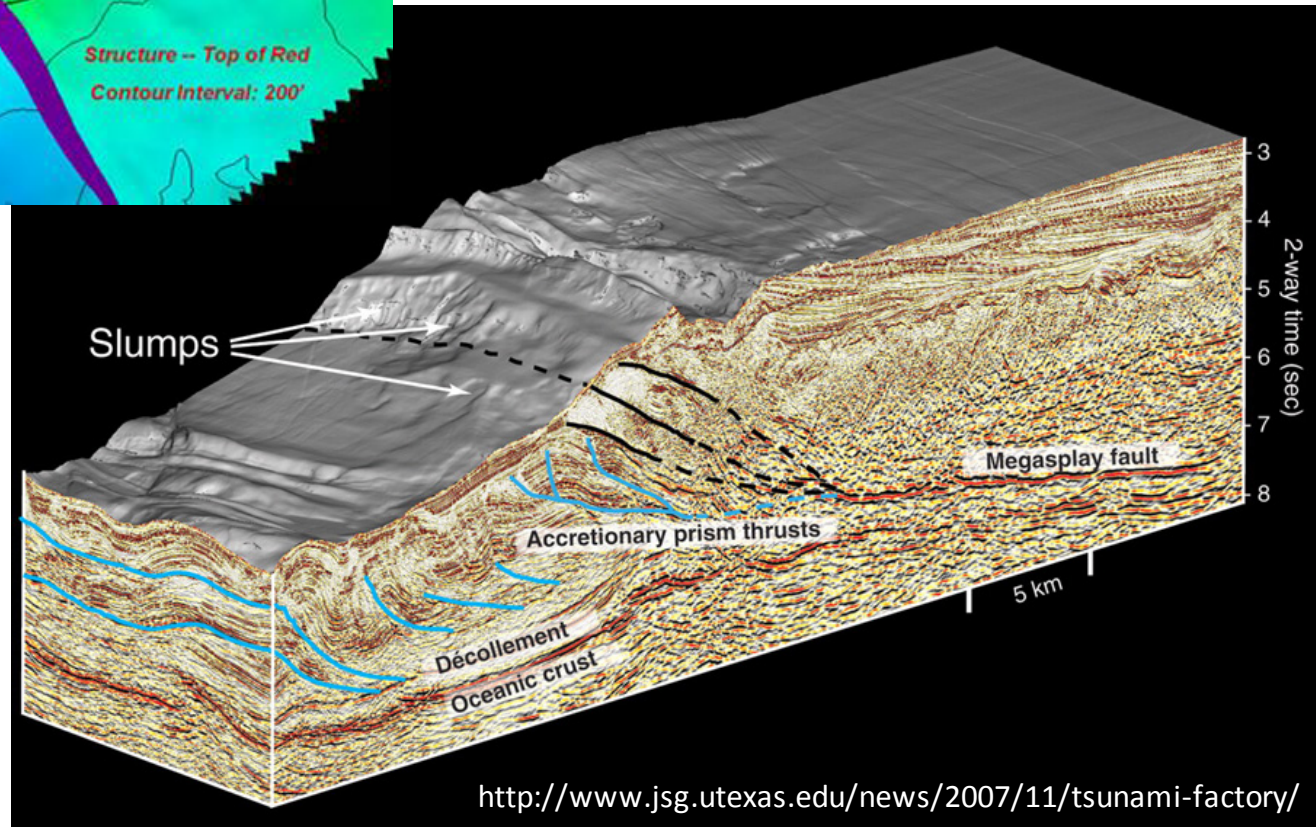 Structure -- Top of Red
Contour Interval: 200'
3
4
5
6
7
8
2-way time (sec)
Slumps
Megasplay fault
Accretionary prism thrusts
5 km
Décollement
Oceanic crust
http://www.jsg.utexas.edu/news/2007/11/tsunami-factory/